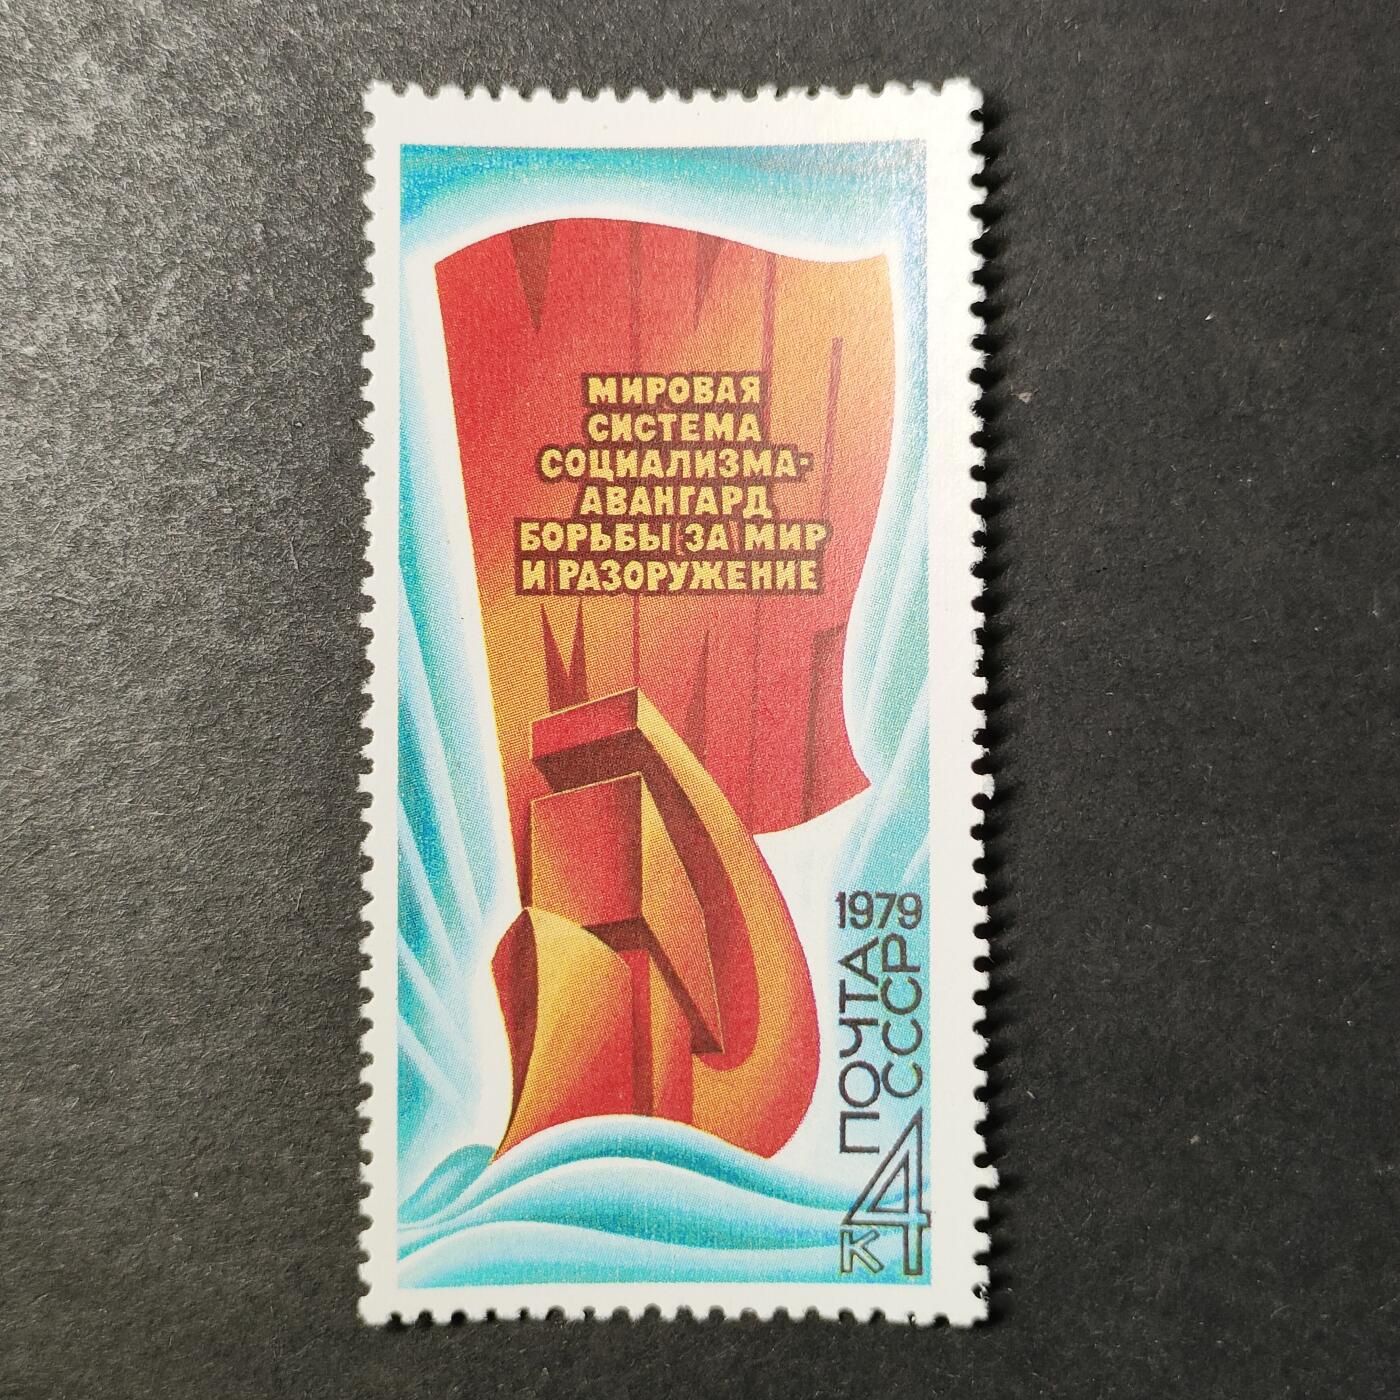 МИРОВАЯ
СИСТЕМА
СОЦИАЛИЗМА-
АВАНГАРД
БОРЬБЫ ЗА МИР
И РАЗОРУЖЕНИЕ
1979
ПОЧТА
СССР
4
К